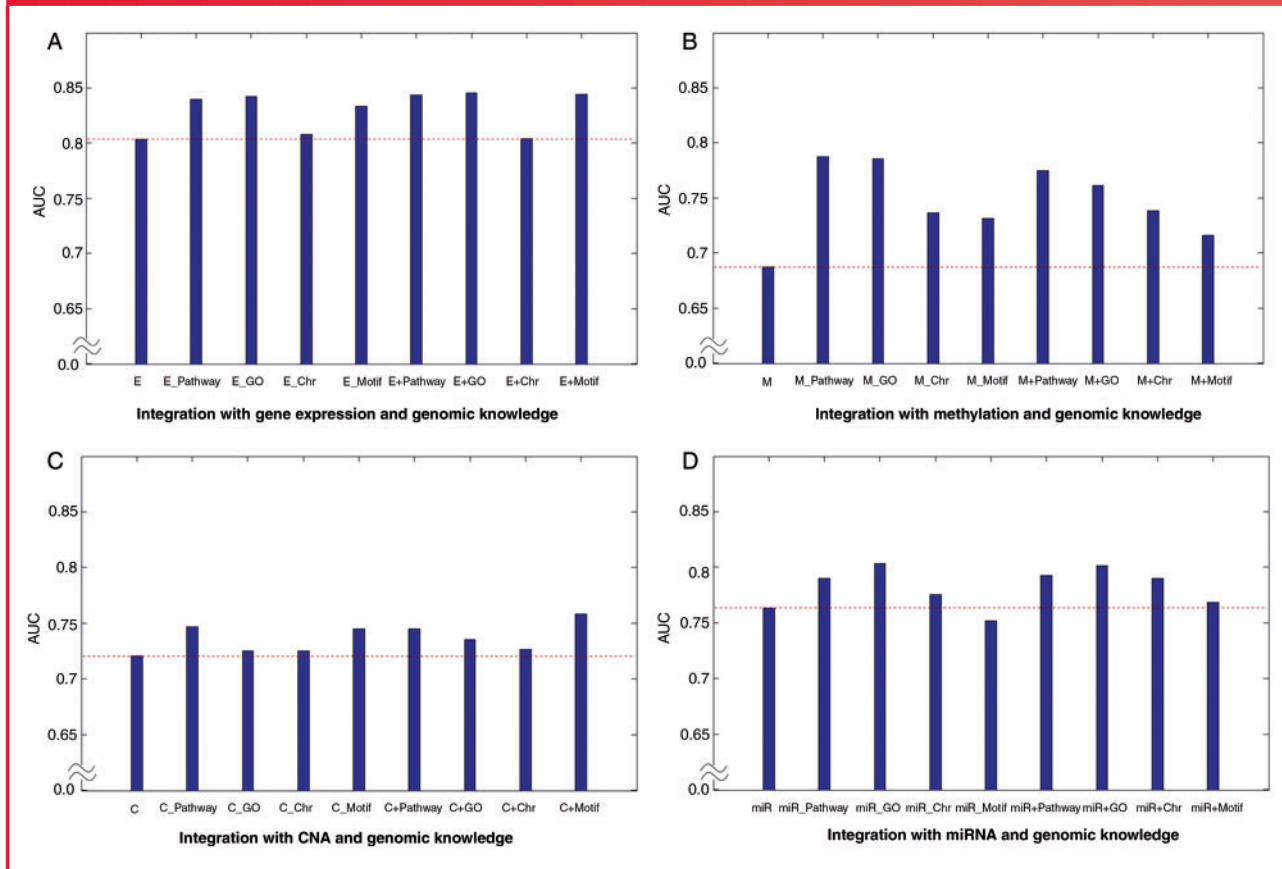 A
0.85
0.8
0.75
0.7
0.65
0.0
AUC
E E_Pathway E_GO E_Chr E_Motif E+Pathway E+GO E+Chr E+Motif
Integration with gene expression and genomic knowledge
B
0.85
0.8
0.75
0.7
0.65
0.0
AUC
M M_Pathway M_GO M_Chr M_Motif M+Pathway M+GO M+Chr M+Motif
Integration with methylation and genomic knowledge
C
0.85
0.8
0.75
0.7
0.65
0.0
AUC
C C_Pathway C_GO C_Chr C_Motif C+Pathway C+GO C+Chr C+Motif
Integration with CNA and genomic knowledge
D
0.85
0.8
0.75
0.7
0.65
0.0
AUC
miR miR_Pathway miR_GO miR_Chr miR_Motif miR+Pathway miR+GO miR+Chr miR+Motif
Integration with miRNA and genomic knowledge